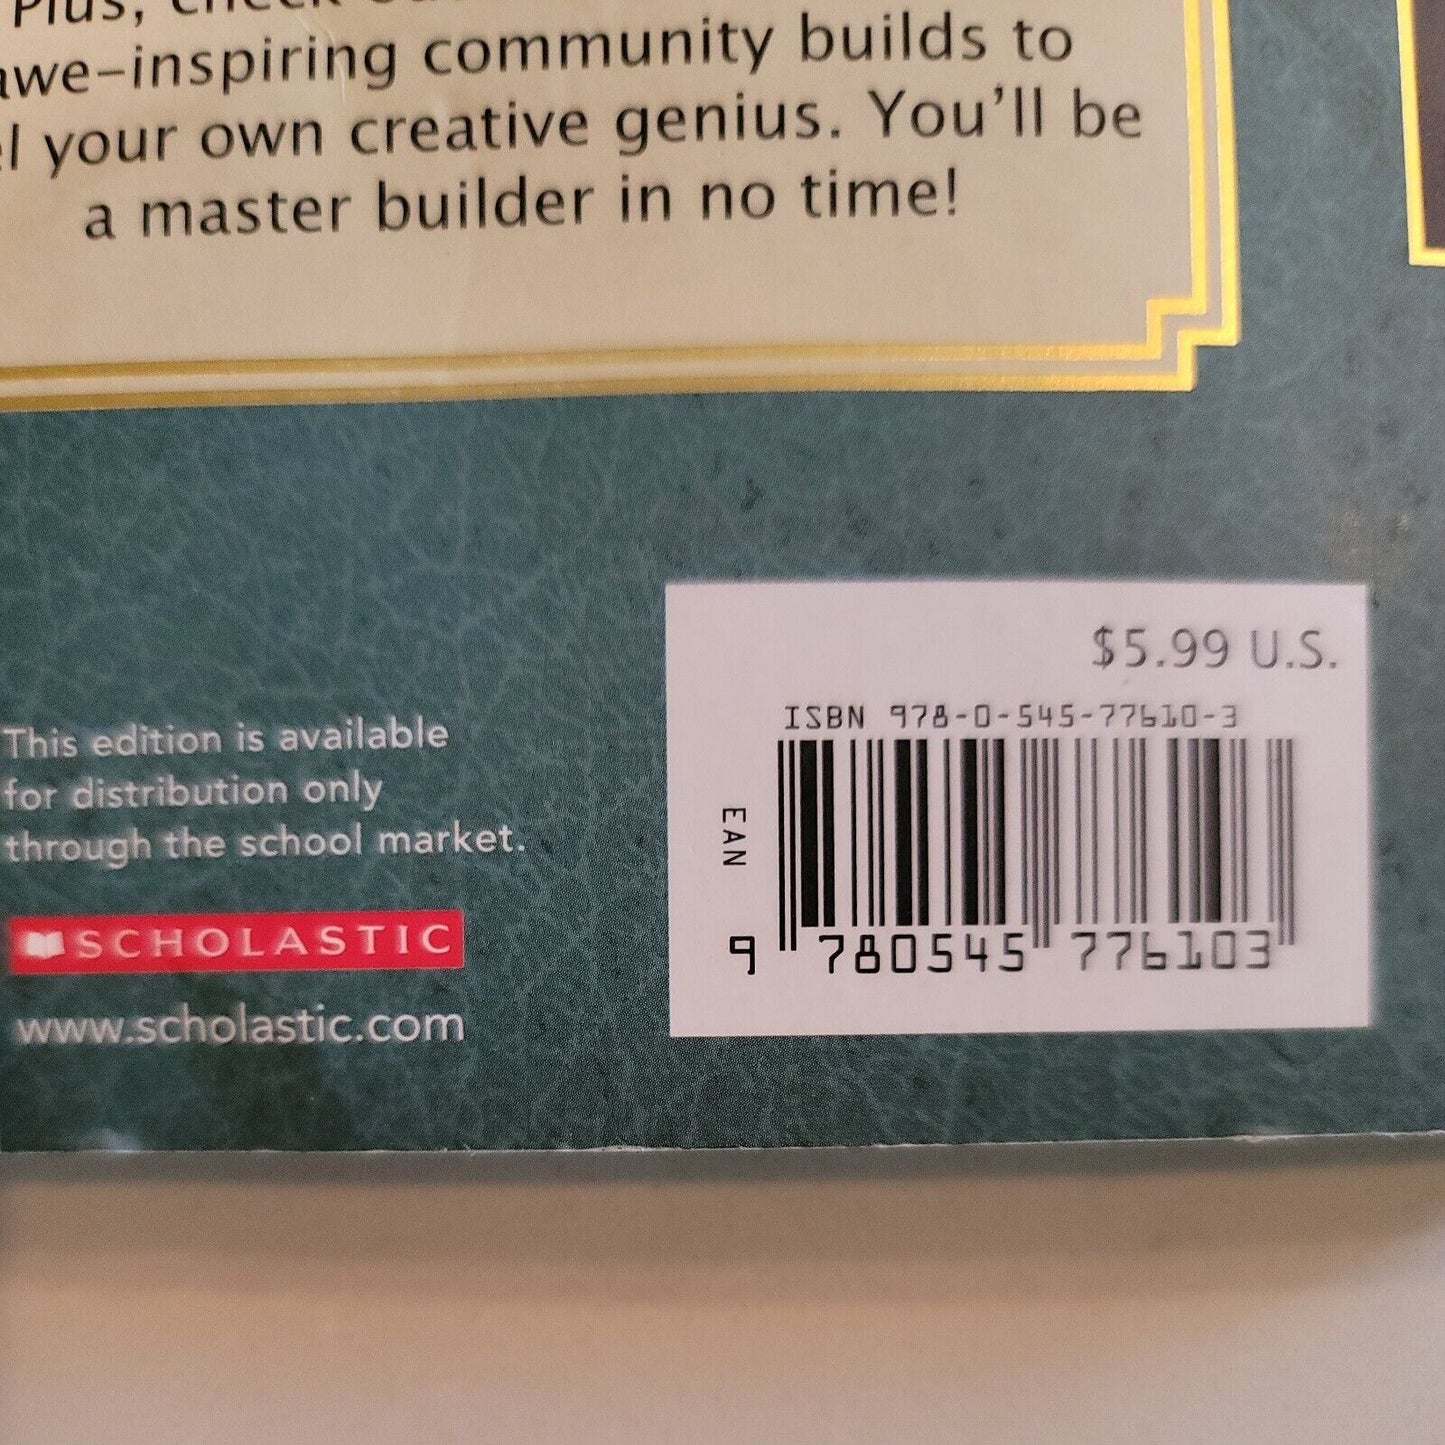 Plus, check
awe-inspiring community builds to
your own creative genius. You'll be
a master builder in no time!
$5.99 U.S.
ISBN 978-0-545-77610-3
EAN
9 780545 776103
This edition is available
for distribution only
through the school market.
SCHOLASTIC
www.scholastic.com